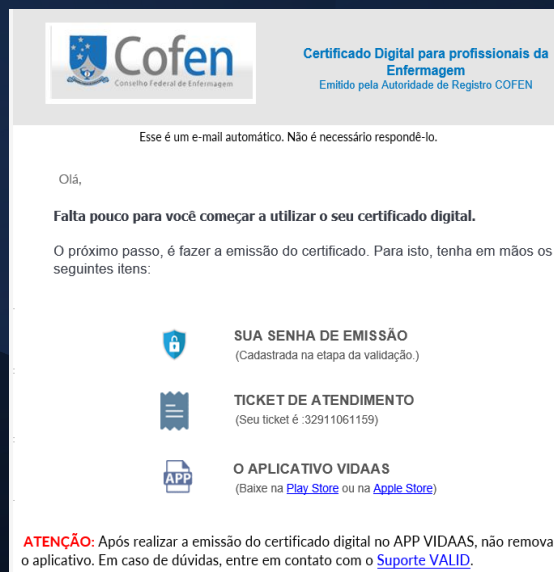 Cofen
Conselho Federal de Enfermagem
Certificado Digital para profissionais da
Enfermagem
Emitido pela Autoridade de Registro COFEN
Esse é um e-mail automático. Não é necessário respondê-lo.
Olá,
Falta pouco para você começar a utilizar o seu certificado digital.
O próximo passo, é fazer a emissão do certificado. Para isto, tenha em mãos os
seguintes itens:
SUA SENHA DE EMISSÃO
(Cadastrada na etapa da validação.)
TICKET DE ATENDIMENTO
(Seu ticket é :32911061159)
APP
O APLICATIVO VIDAAS
(Baixe na Play Store ou na Apple Store)
ATENÇÃO: Após realizar a emissão do certificado digital no APP VIDAAS, não remova
o aplicativo. Em caso de dúvidas, entre em contato com o Suporte VALID.